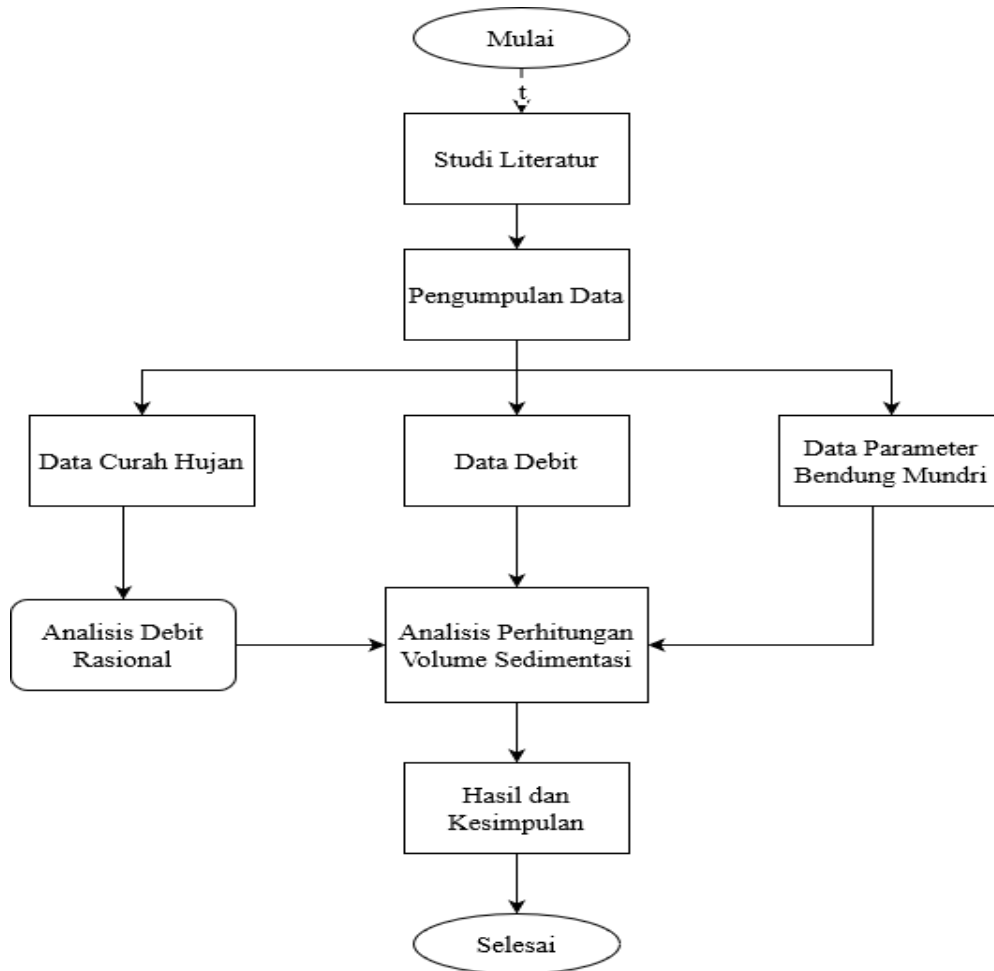 Mulai
t
Studi Literatur
Pengumpulan Data
Data Curah Hujan
Data Debit
Data Parameter
Bendung Mundri
Analisis Debit
Rasional
Analisis Perhitungan
Volume Sedimentasi
Hasil dan
Kesimpulan
Selesai